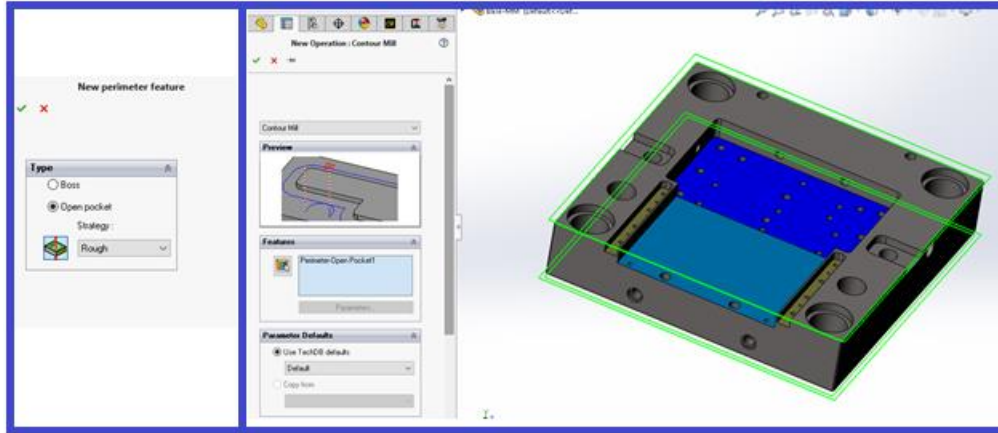 New perimeter feature
Type
Boss
Open pocket
Strategy :
Rough
New Operation : Contour Mill
Contour Mill
Preview
Features
Perimeter-Open Pocket1
Parameters...
Parameter Defaults
Use TechDB defaults
Default
Copy from